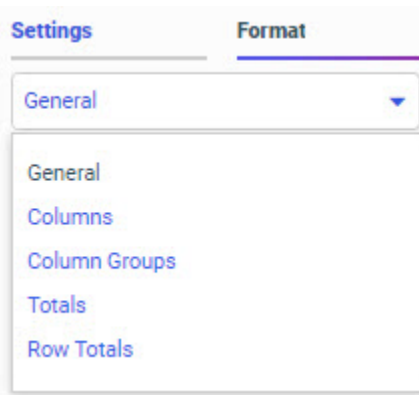 Settings Format
General
General
Columns
Column Groups
Totals
Row Totals